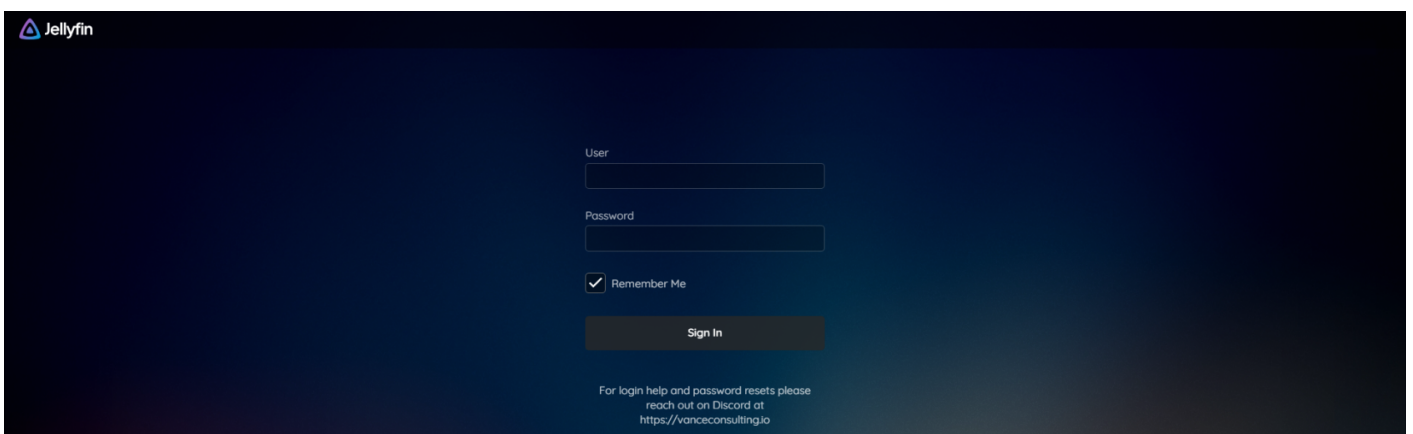 Jellyfin
User
Password
Remember Me
Sign In
For login help and password resets please
reach out on Discord at
https://vanceconsulting.io